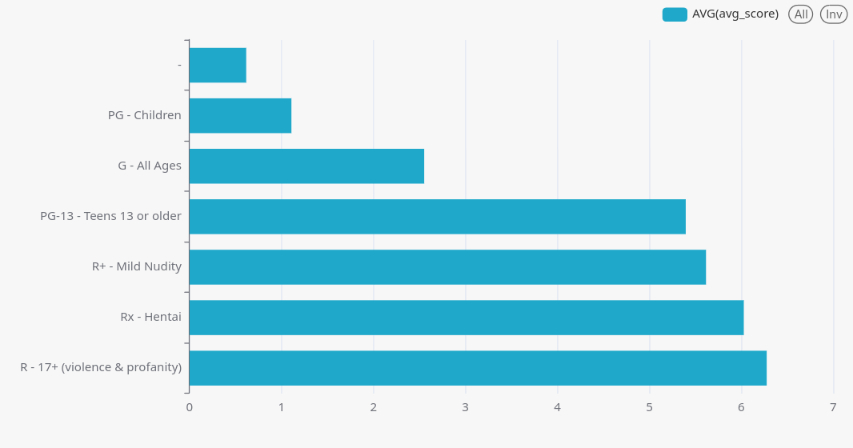 AVG(avg_score) All Inv
-
PG - Children
G - All Ages
PG-13 - Teens 13 or older
R+ - Mild Nudity
Rx - Hentai
R - 17+ (violence & profanity)
0 1 2 3 4 5 6 7